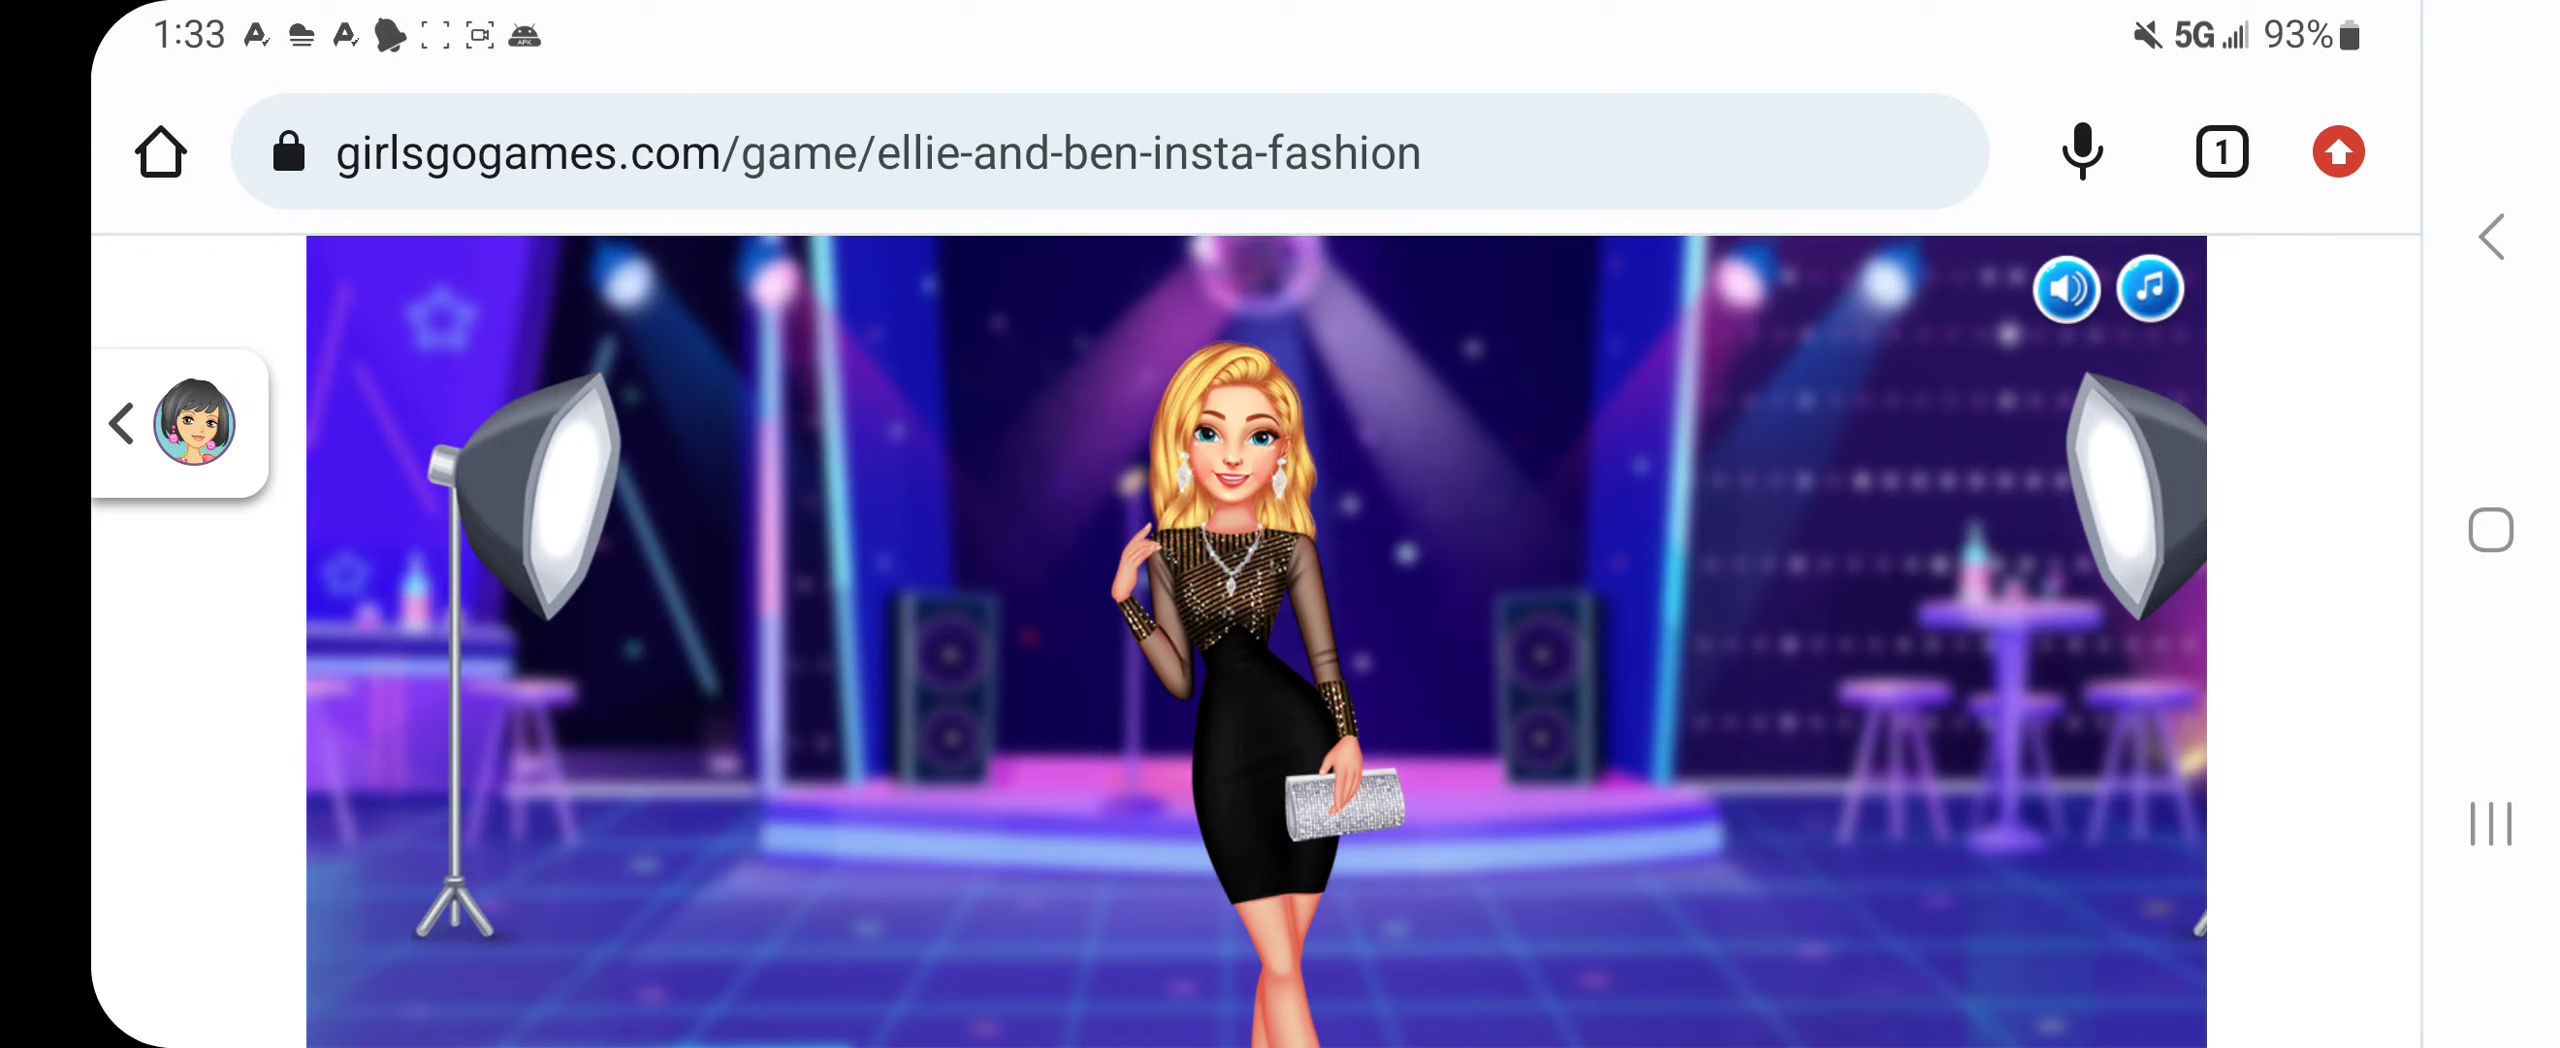 1:33 5G 93%
girlsgogames.com/game/ellie-and-ben-insta-fashion 1